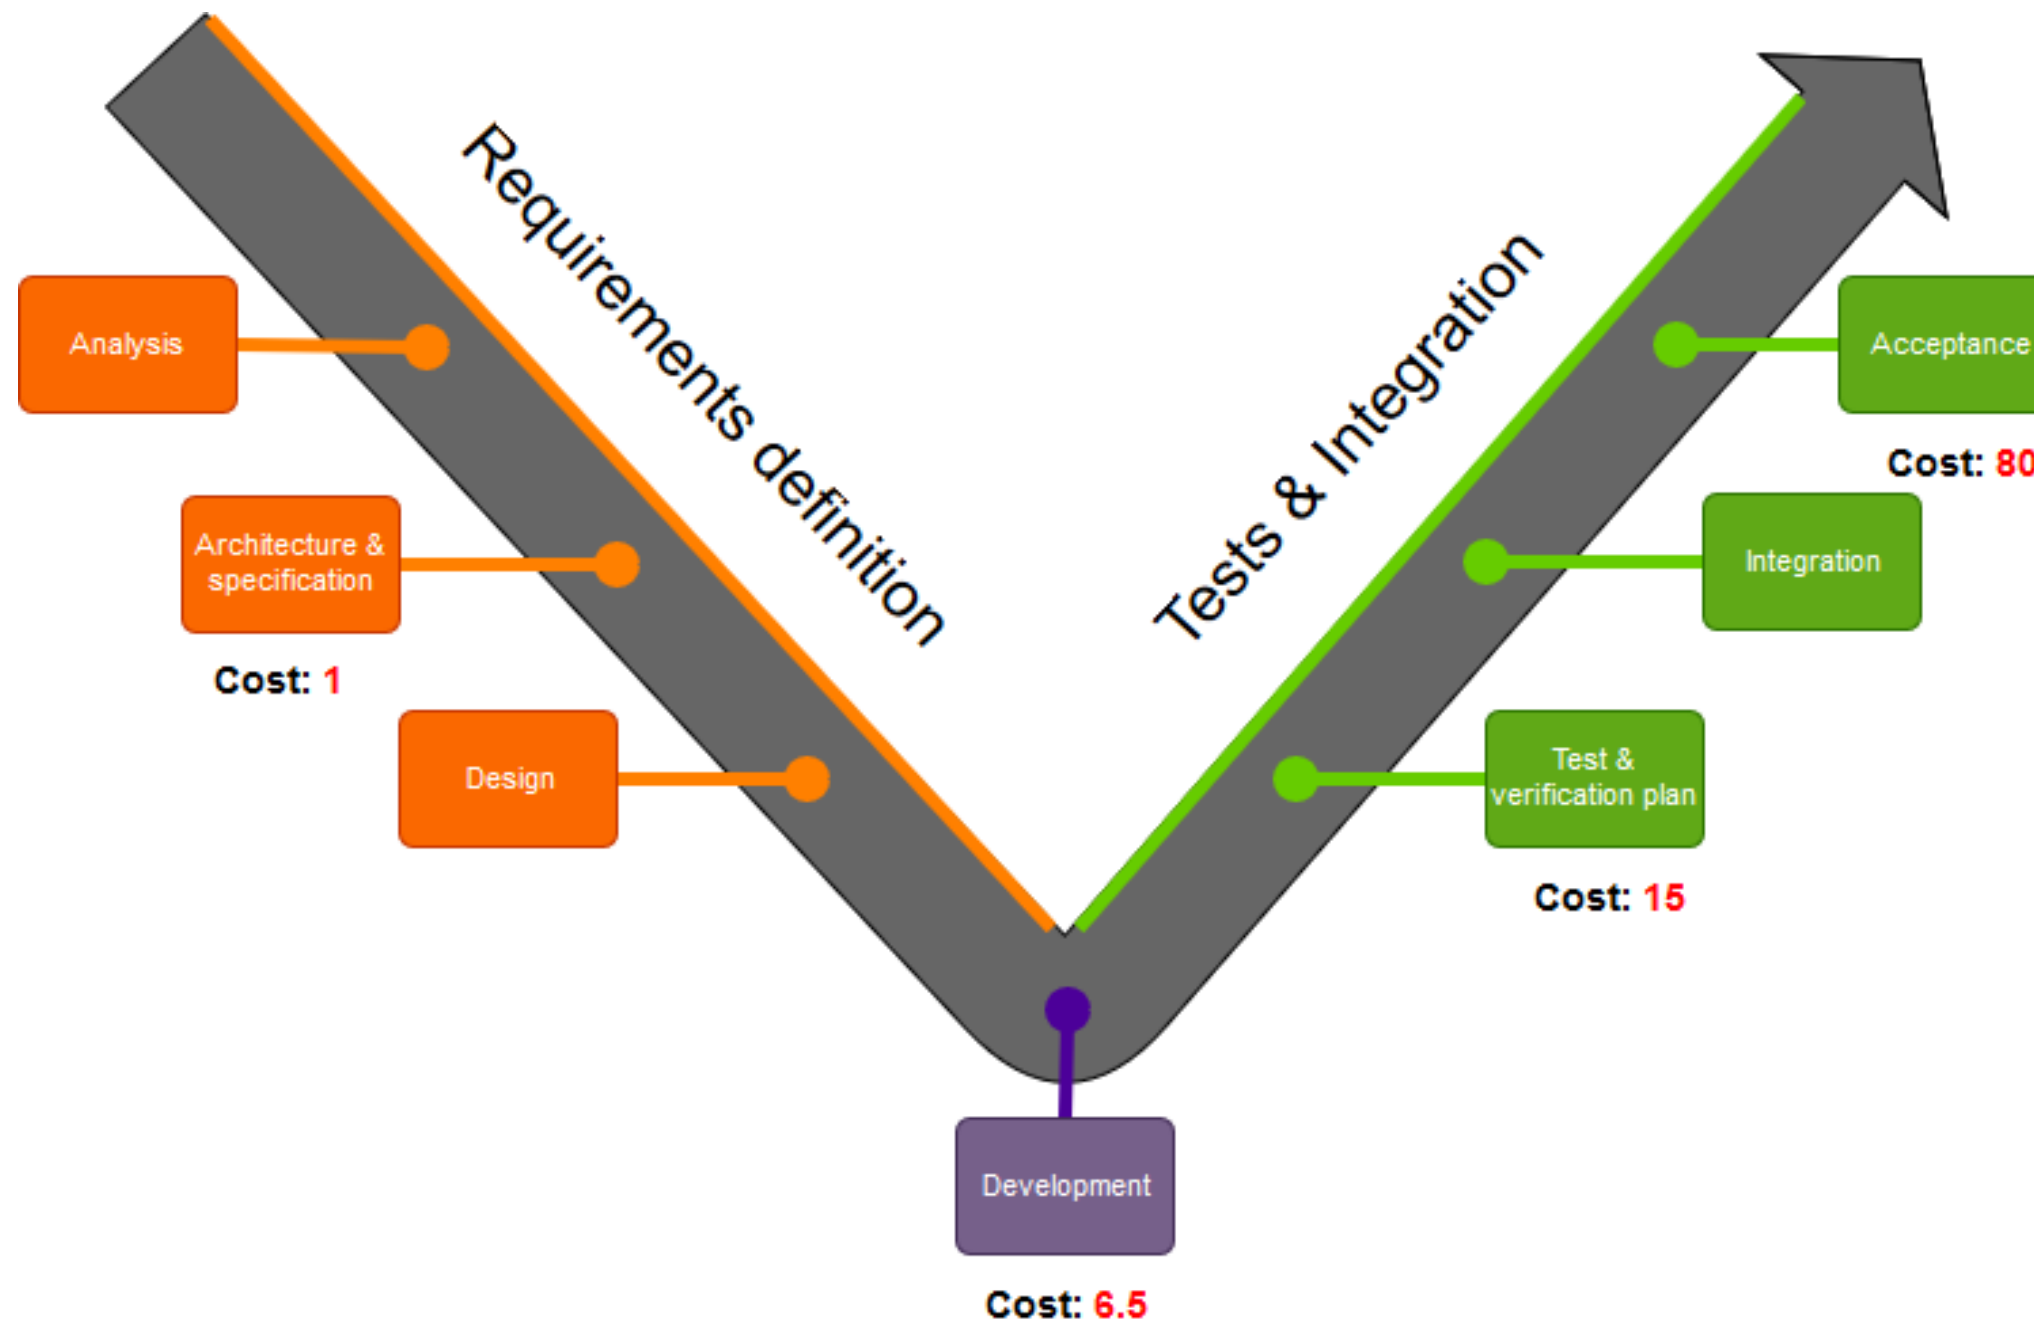 Requirements definition
Tests & Integration
Analysis
Acceptance
Cost: 80
Architecture &
specification
Cost: 1
Integration
Design
Test &
verification plan
Cost: 15
Development
Cost: 6.5